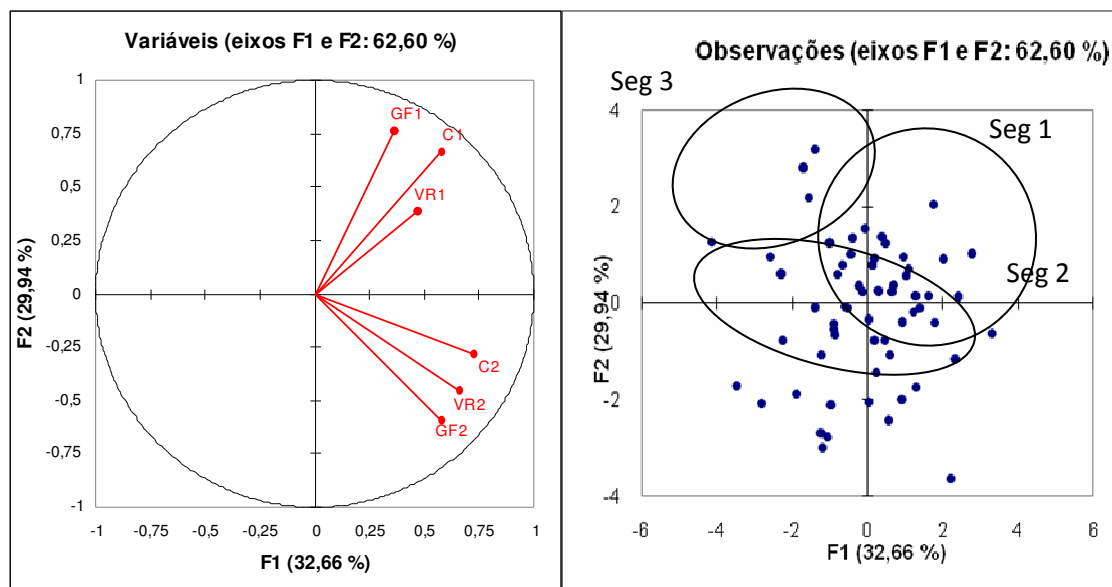 Variáveis (eixos F1 e F2: 62,60 %)
1
0,75
0,5
0,25
0
-0,25
-0,5
-0,75
-1
-1
-0,75
-0,5
-0,25
0
0,25
0,5
0,75
1
F2 (29,94 %)
F1 (32,66 %)
GF1
C1
VR1
C2
VR2
GF2
Observações (eixos F1 e F2: 62,60 %)
Seg 3
Seg 1
Seg 2
4
2
0
-2
-4
-6
-4
-2
0
2
4
6
F2 (29,94 %)
F1 (32,66 %)